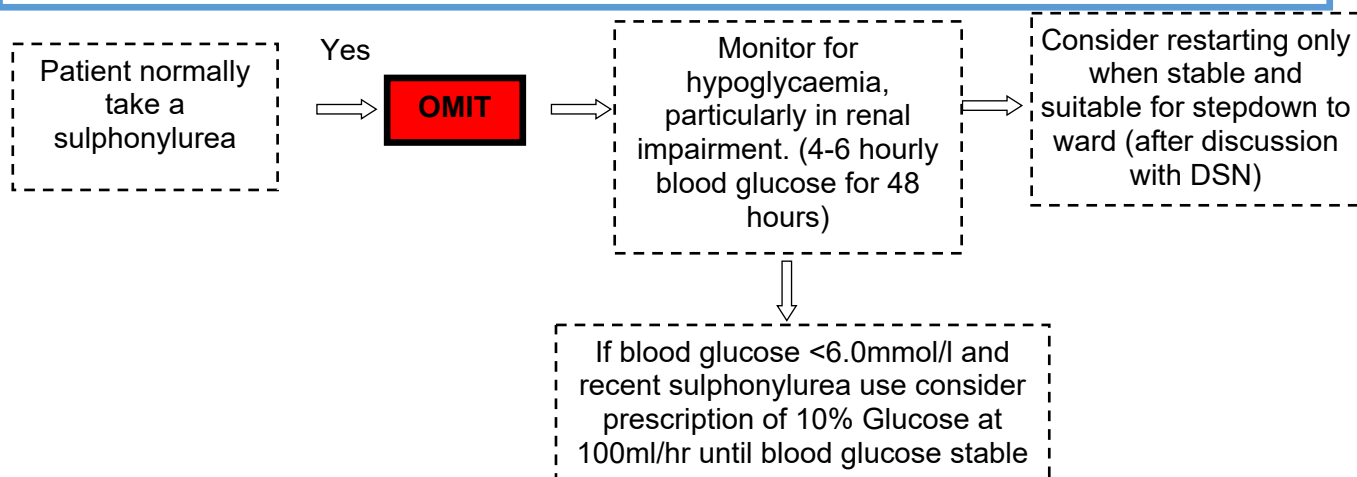 Patient normally
take a
sulphonylurea
Yes
OMIT
Monitor for
hypoglycaemia,
particularly in renal
impairment. (4-6 hourly
blood glucose for 48
hours)
Consider restarting only
when stable and
suitable for stepdown to
ward (after discussion
with DSN)
If blood glucose <6.0mmol/l and
recent sulphonylurea use consider
prescription of 10% Glucose at
100ml/hr until blood glucose stable